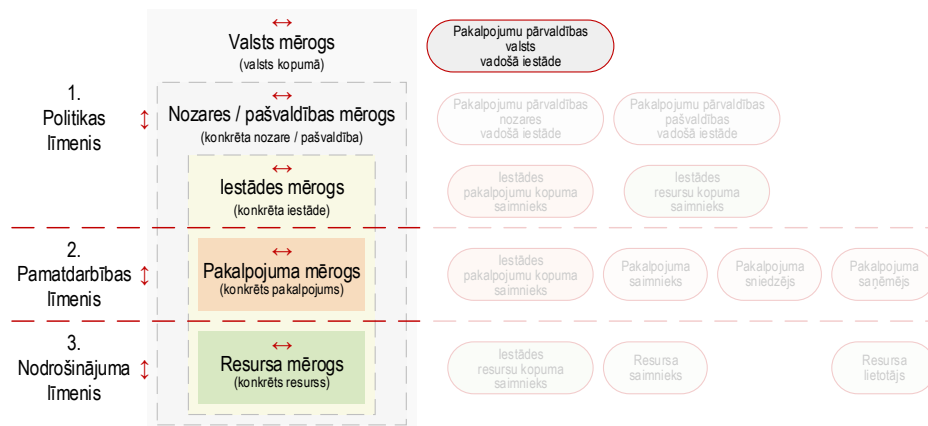 1.
Politikas
līmenis
Valsts mērogs
(valsts kopumā)
Nozares / pašvaldības mērogs
(konkrēta nozare / pašvaldība)
Iestādes mērogs
(konkrēta iestāde)
Pakalpojumu pārvaldības
valsts
vadošā iestāde
Pakalpojumu pārvaldības
nozares
vadošā iestāde
Pakalpojumu pārvaldības
pašvaldības
vadošā iestāde
Iestādes
pakalpojumu kopuma
saimnieks
Iestādes
resursu kopuma
saimnieks
2.
Pamatdarbības
līmenis
Pakalpojuma mērogs
(konkrēts pakalpojums)
Iestādes
pakalpojumu kopuma
saimnieks
Pakalpojuma
saimnieks
Pakalpojuma
sniedzējs
Pakalpojuma
saņēmējs
3.
Nodrošinājuma
līmenis
Resursa mērogs
(konkrēts resurss)
Iestādes
resursu kopuma
saimnieks
Resursa
saimnieks
Resursa
lietotājs